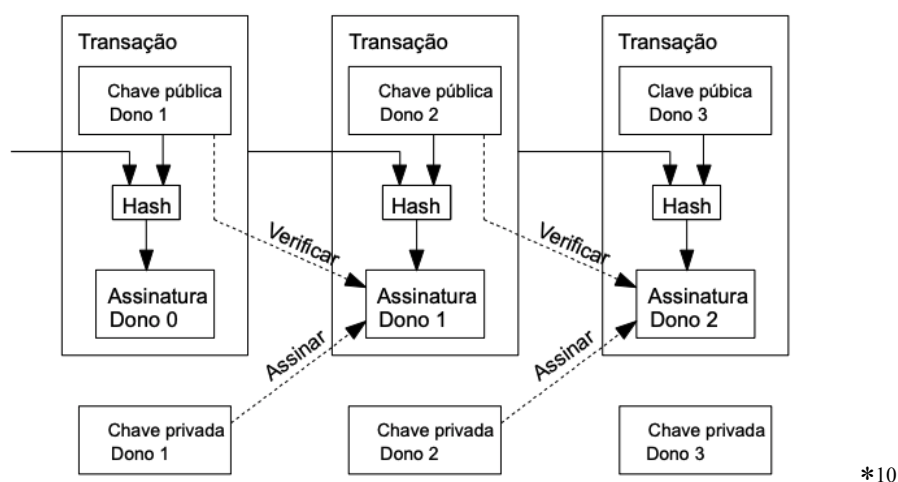 Transação
Transação
Transação
Chave pública
Dono 1
Chave pública
Dono 2
Clave púbica
Dono 3
Hash
Hash
Hash
Verificar
Verificar
Assinatura
Dono 0
Assinatura
Dono 1
Assinatura
Dono 2
Assinar
Assinar
Chave privada
Dono 1
Chave privada
Dono 2
Chave privada
Dono 3
*10